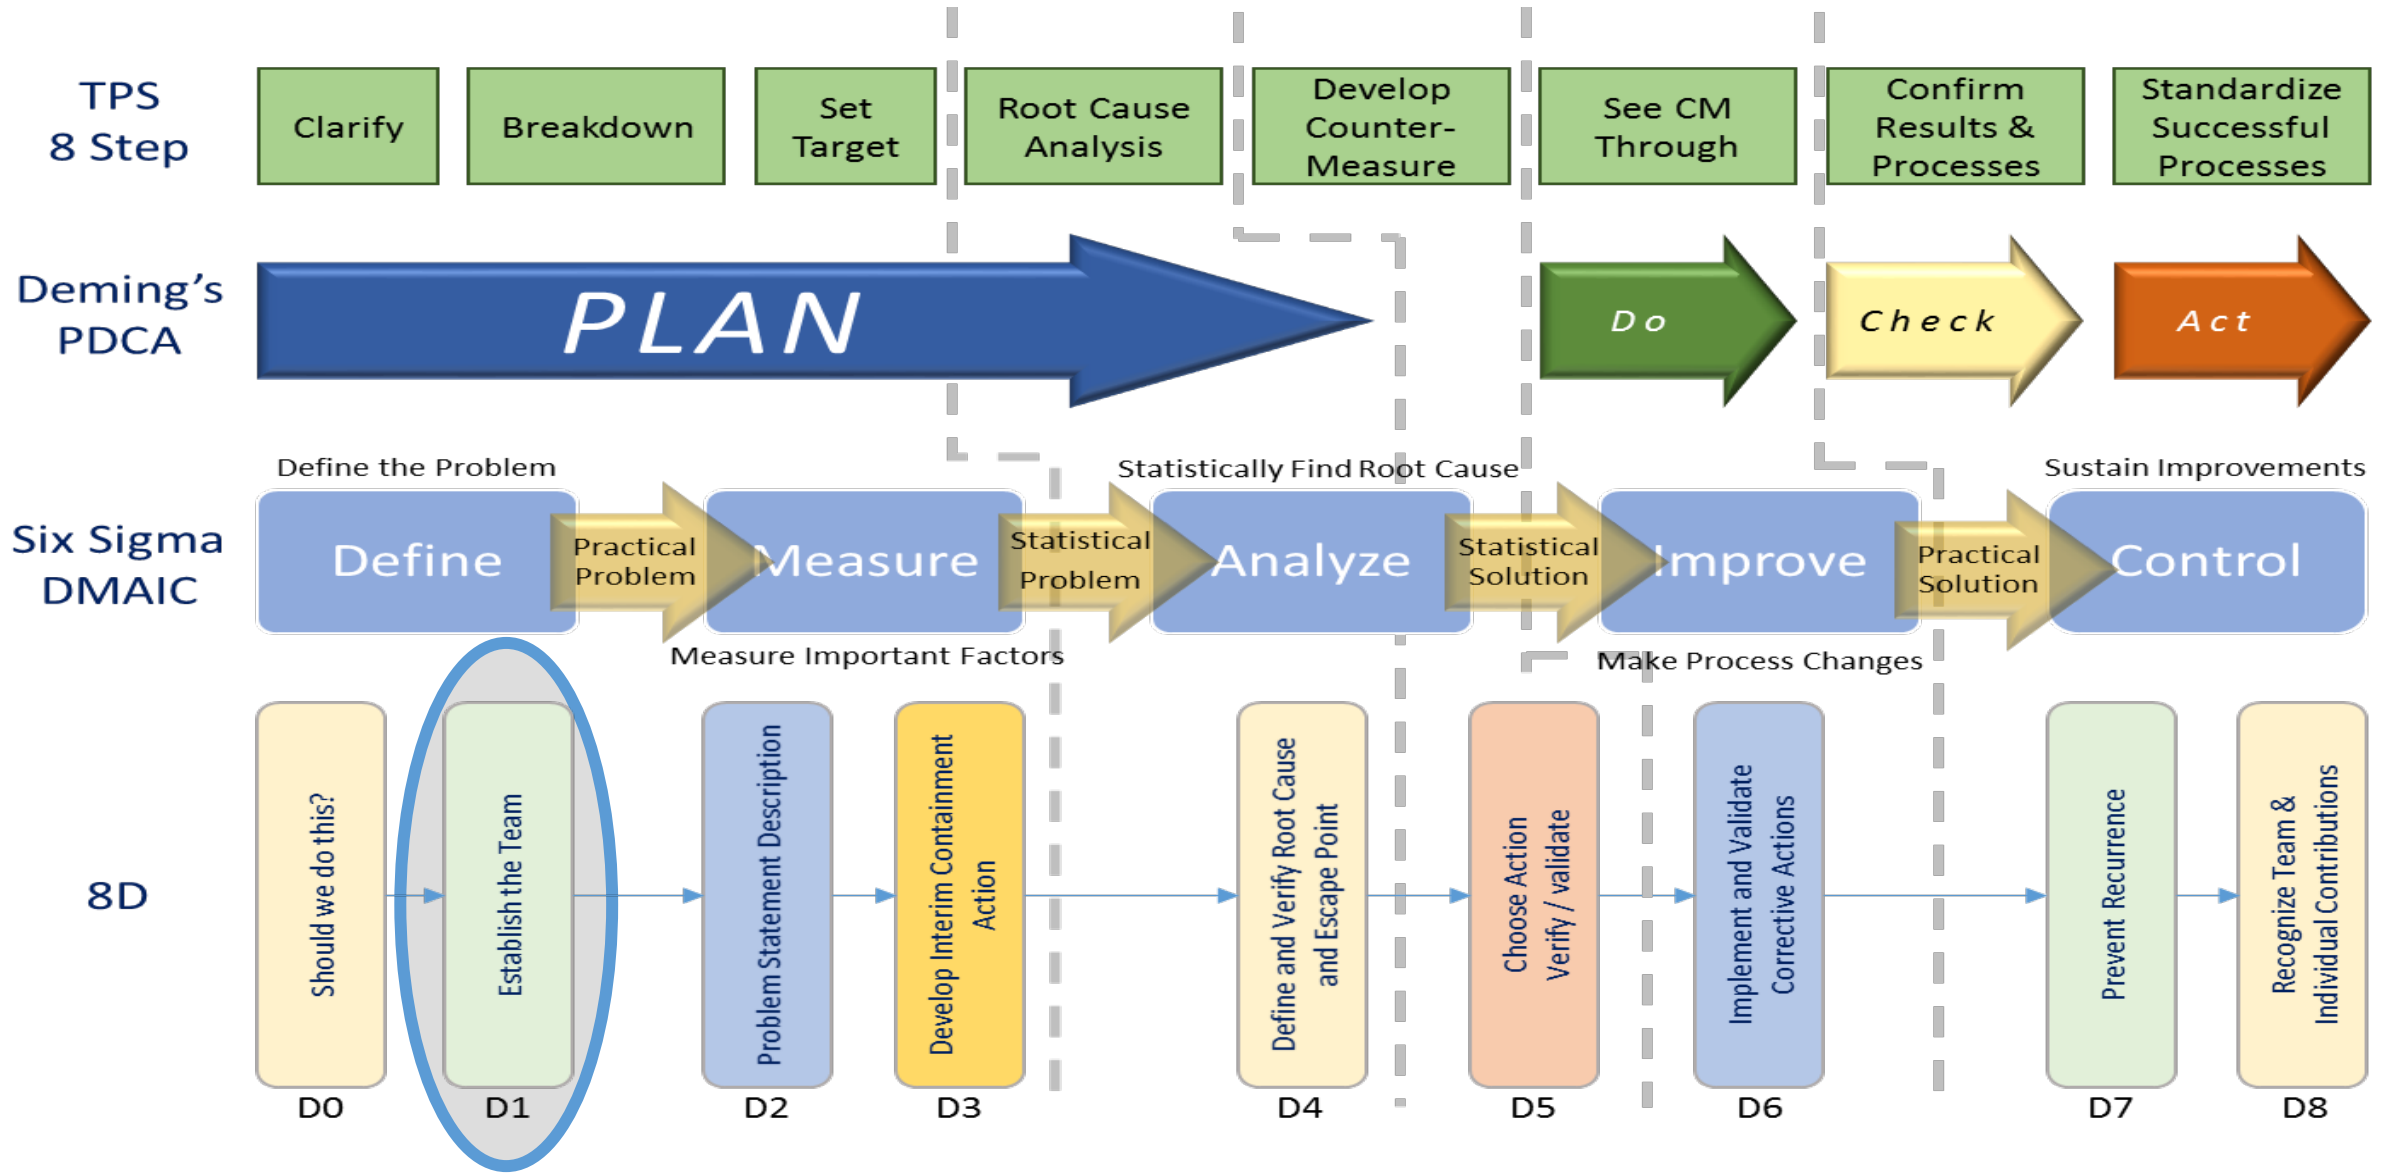 TPS
8 Step
Clarify
Breakdown
Set
Target
Root Cause
Analysis
Develop
Counter-
Measure
See CM
Through
Confirm
Results &
Processes
Standardize
Successful
Processes
Deming's
PDCA
PLAN
Do
Check
Act
Six Sigma
DMAIC
Define the Problem
Define
Practical
Problem
Measure
Measure Important Factors
Statistical
Problem
Statistically Find Root Cause
Analyze
Statistical
Solution
Improve
Make Process Changes
Practical
Solution
Sustain Improvements
Control
8D
Should we do this?
D0
Establish the Team
D1
Problem Statement Description
D2
Develop Interim Containment
Action
D3
Define and Verify Root Cause
and Escape Point
D4
Choose Action
Verify / validate
D5
Implement and Validate
Corrective Actions
D6
Prevent Recurrence
D7
Recognize Team &
Individual Contributions
D8